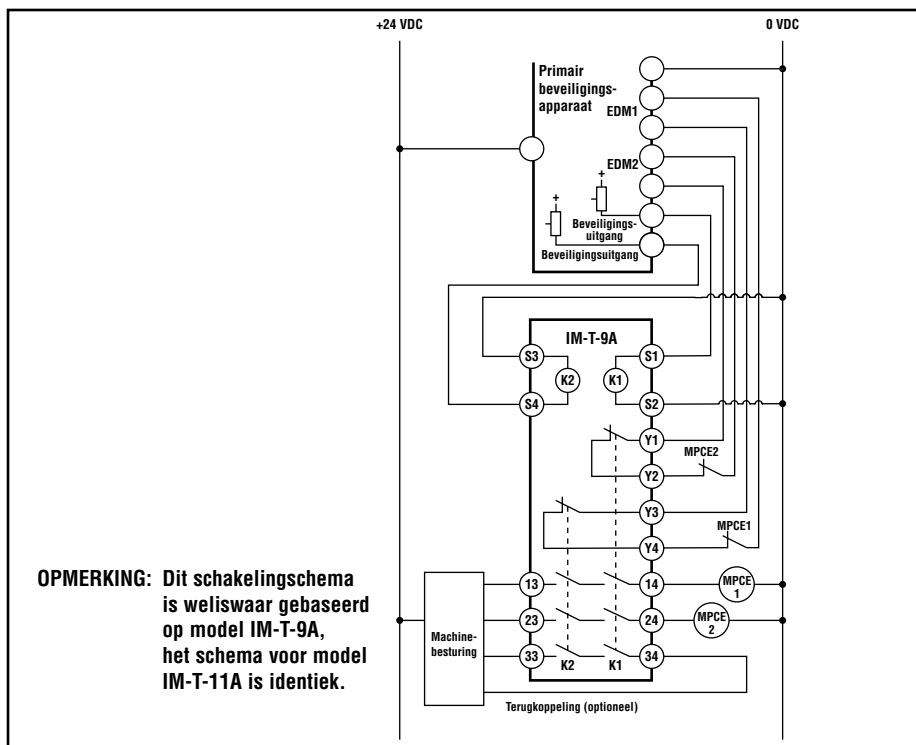 +24 VDC
0 VDC
Primair
beveiligings-
apparaat
EDM1
EDM2
+
+
Beveiligings-
uitgang
Beveiligingsuitgang
IM-T-9A
S3
S1
K2
K1
S4
S2
Y1
MPCE2
Y2
Y3
MPCE1
Y4
13
14
MPCE
1
23
24
MPCE
2
33
K2
K1
34
Machine-
besturing
Terugkoppeling (optioneel)
OPMERKING: Dit schakelingschema
is weliswaar gebaseerd
op model IM-T-9A,
het schema voor model
IM-T-11A is identiek.